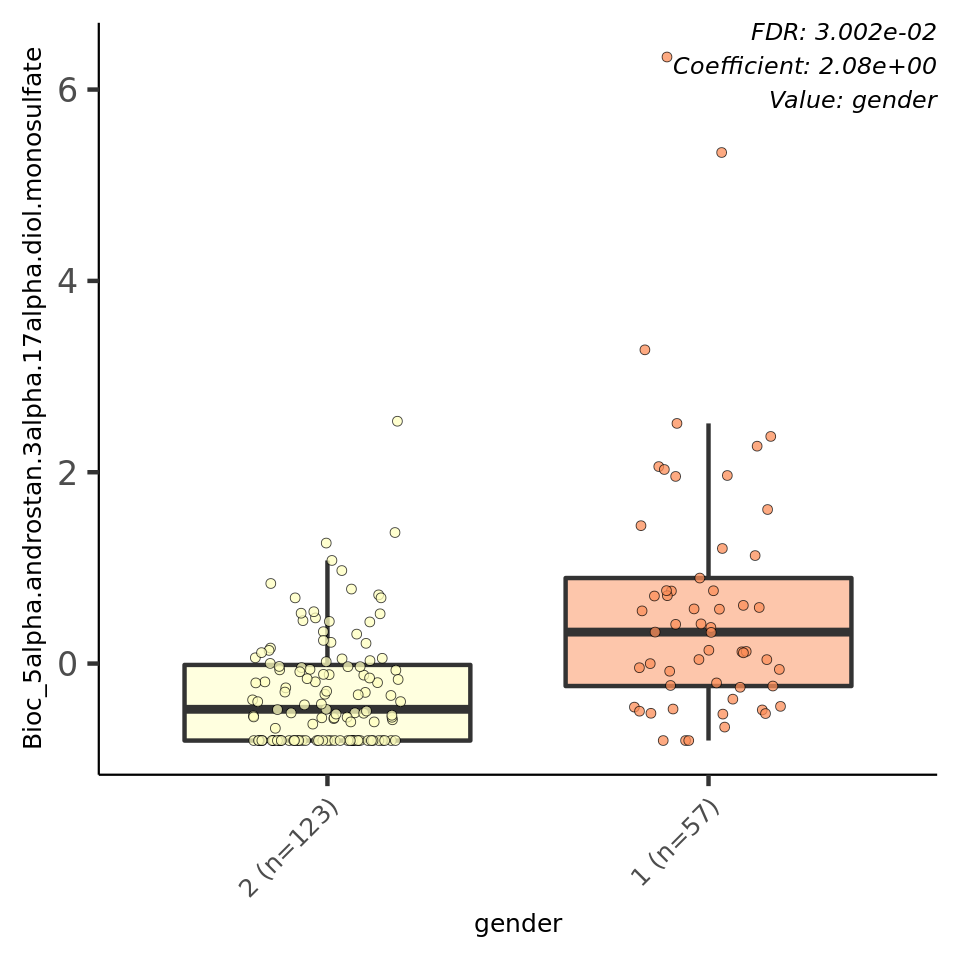 FDR: 3.002e-02
Coefficient: 2.08e+00
Value: gender
Bioc_5alpha.androstan.3alpha.17alpha.diol.monosulfate
6
4
2
0
2 (n=123)
1 (n=57)
gender